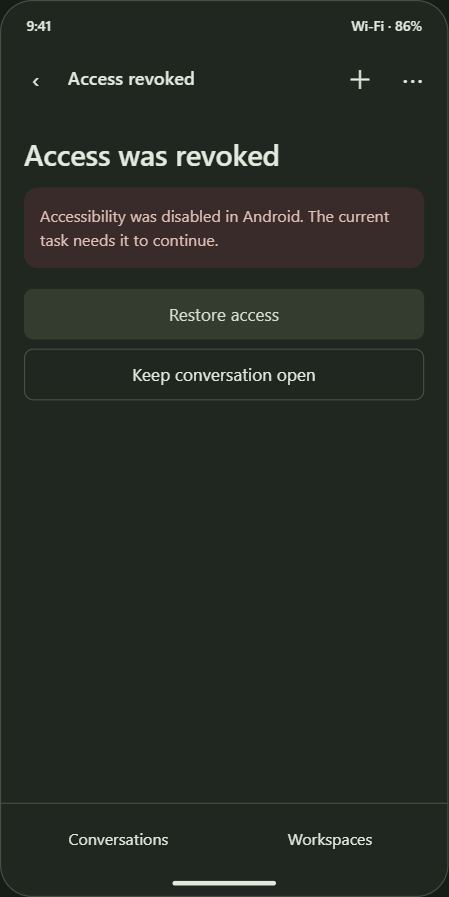 9:41
Wi-Fi · 86%
‹ Access revoked + ...
Access was revoked
Accessibility was disabled in Android. The current
task needs it to continue.
Restore access
Keep conversation open
Conversations
Workspaces